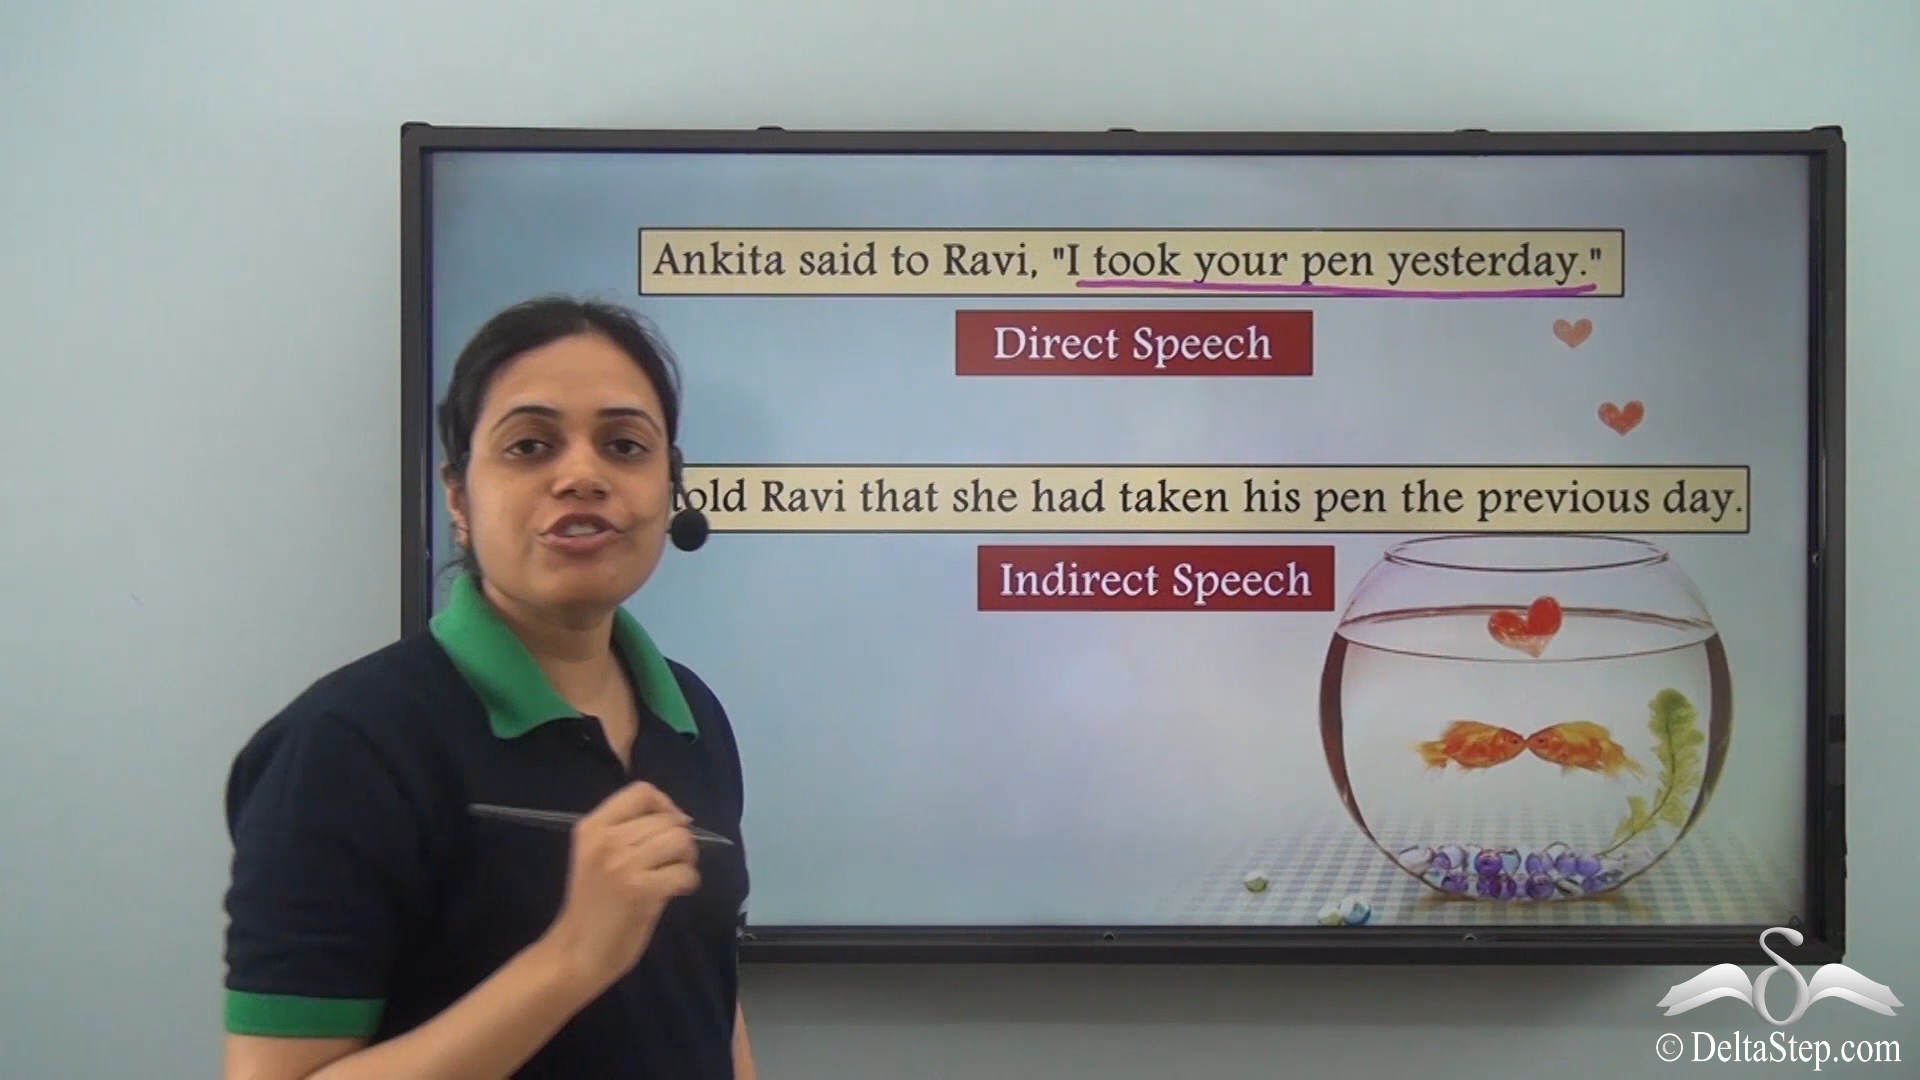 Ankita said to Ravi, "I took your pen yesterday."
Direct Speech
told Ravi that she had taken his pen the previous day.
Indirect Speech
© DeltaStep.com